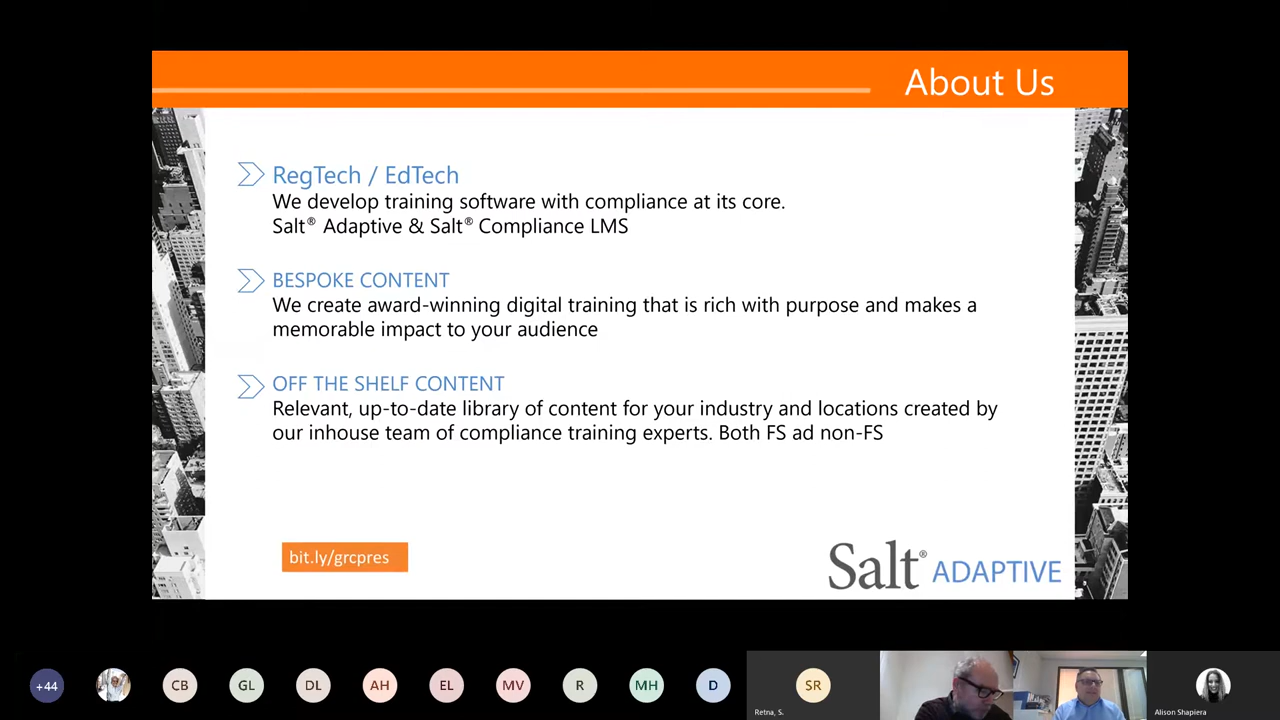 About Us
RegTech / EdTech
We develop training software with compliance at its core.
Salt® Adaptive & Salt® Compliance LMS
BESPOKE CONTENT
We create award-winning digital training that is rich with purpose and makes a
memorable impact to your audience
OFF THE SHELF CONTENT
Relevant, up-to-date library of content for your industry and locations created by
our inhouse team of compliance training experts. Both FS ad non-FS
bit.ly/grcpres
Salt® ADAPTIVE
+44
CB
GL
DL
AH
EL
MV
R
MH
D
SR
Retna, S.
Alison Shapiera